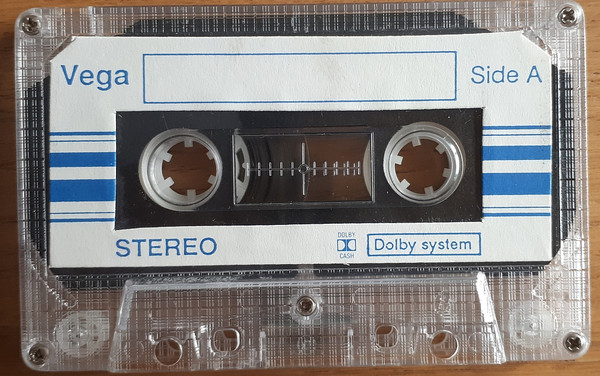 Vega
Side A
STEREO
DOLBY
CASH
Dolby system